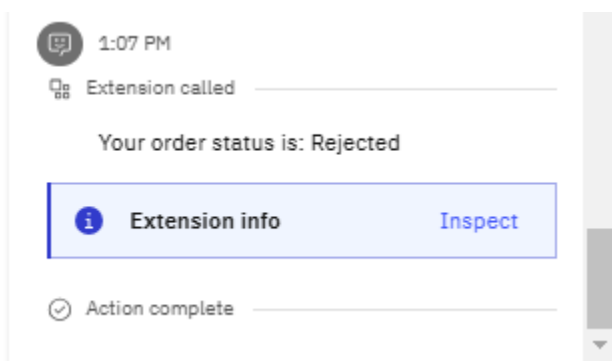 1:07 PM
Extension called
Your order status is: Rejected
Extension info Inspect
Action complete